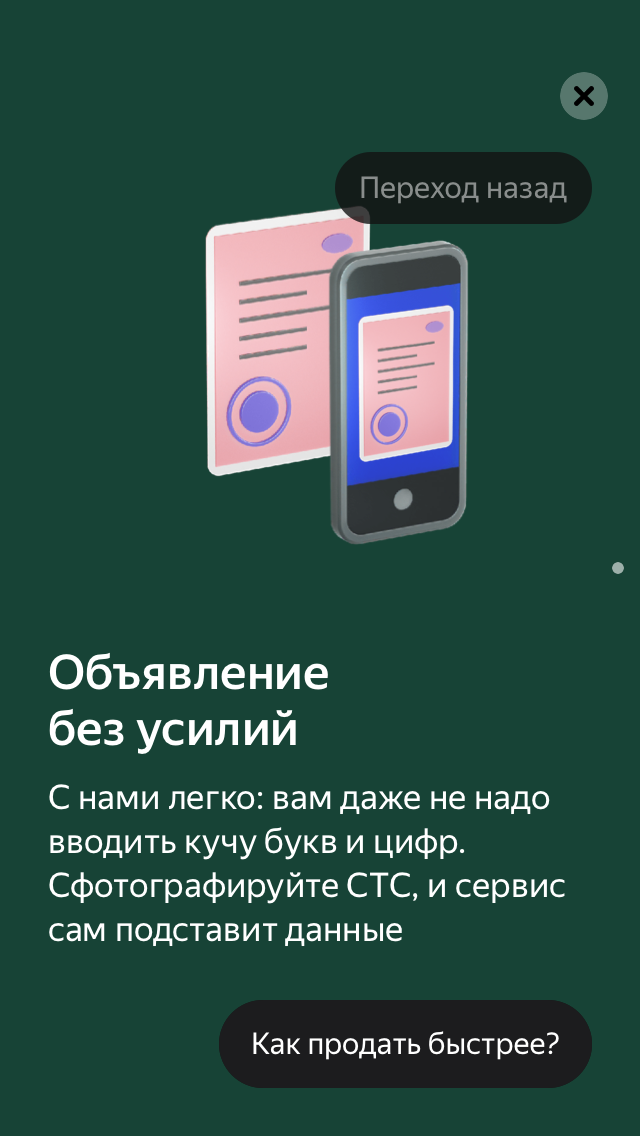 Переход назад
Объявление
без усилий
С нами легко: вам даже не надо
вводить кучу букв и цифр.
Сфотографируйте СТС, и сервис
сам подставит данные
Как продать быстрее?